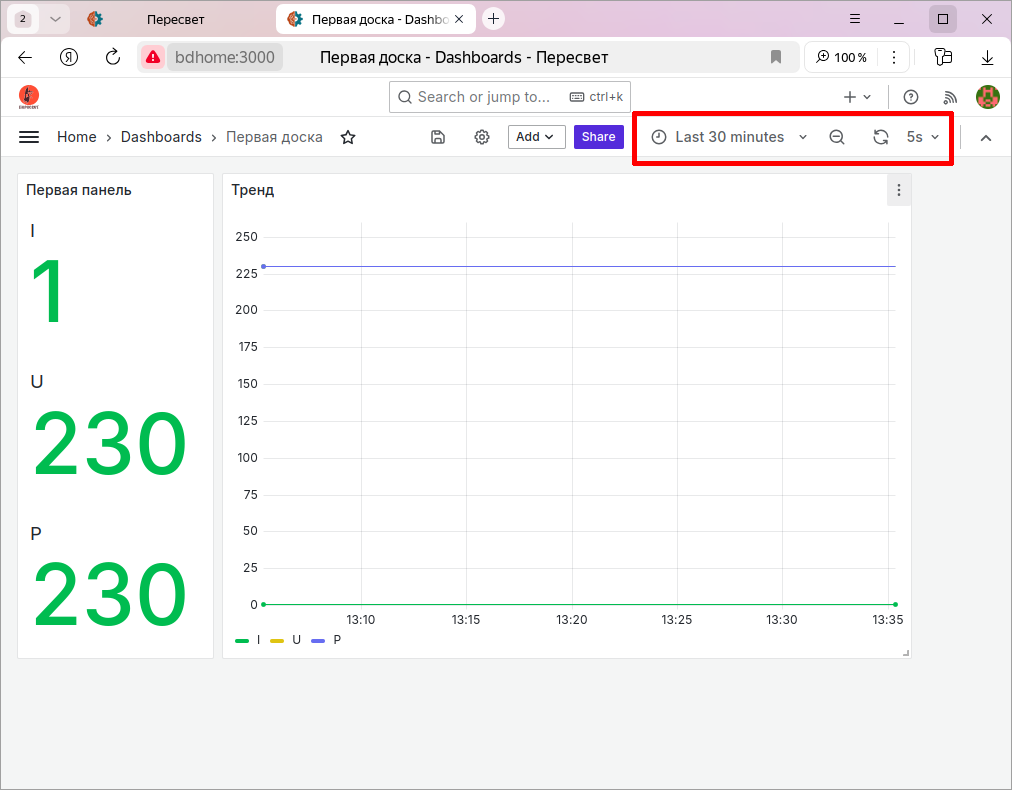 2 Пересвет Первая доска - Dashbo
bdhome:3000 Первая доска - Dashboards - Пересвет 100 %
Search or jump to... ctrl+k
Home Dashboards Первая доска Add Share Last 30 minutes 5s
Первая панель
I
1
U
230
P
230
Тренд
250
225
200
175
150
125
100
75
50
25
0
13:10 13:15 13:20 13:25 13:30 13:35
I U P